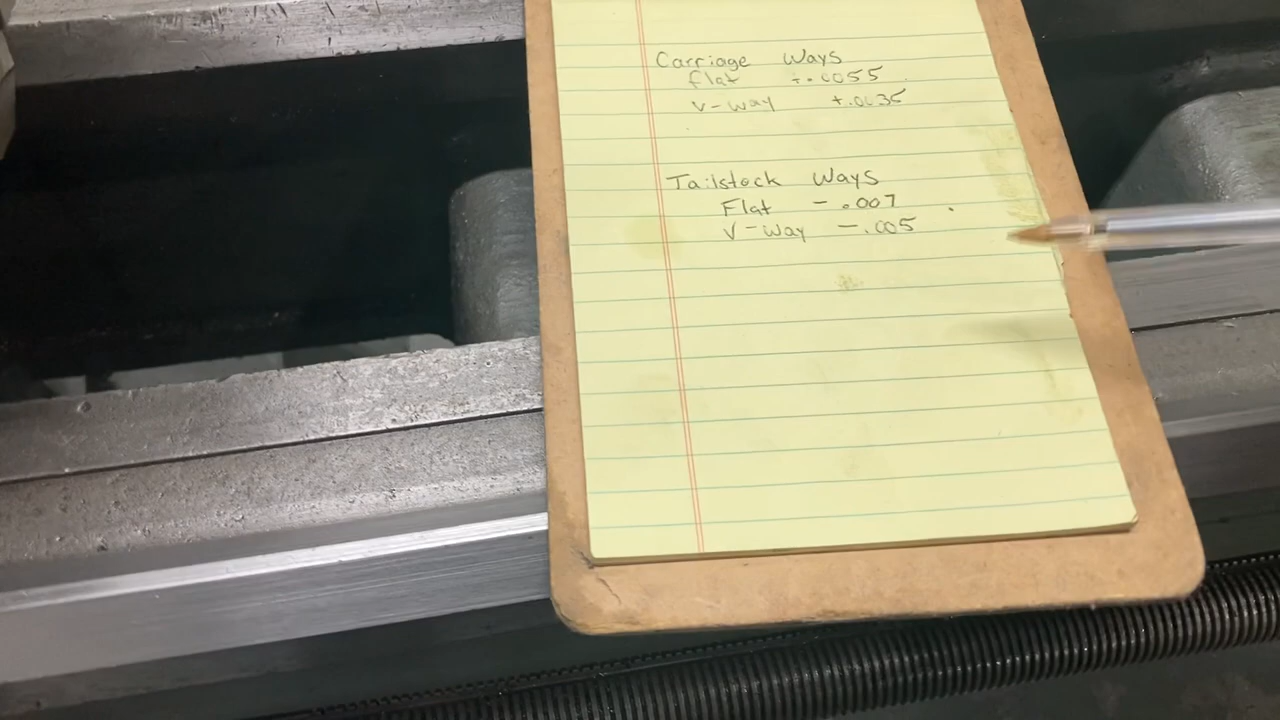 Carriage Ways
flat +.0055
v-way +.0035
Tailstock Ways
Flat -.007
V-Way -.005